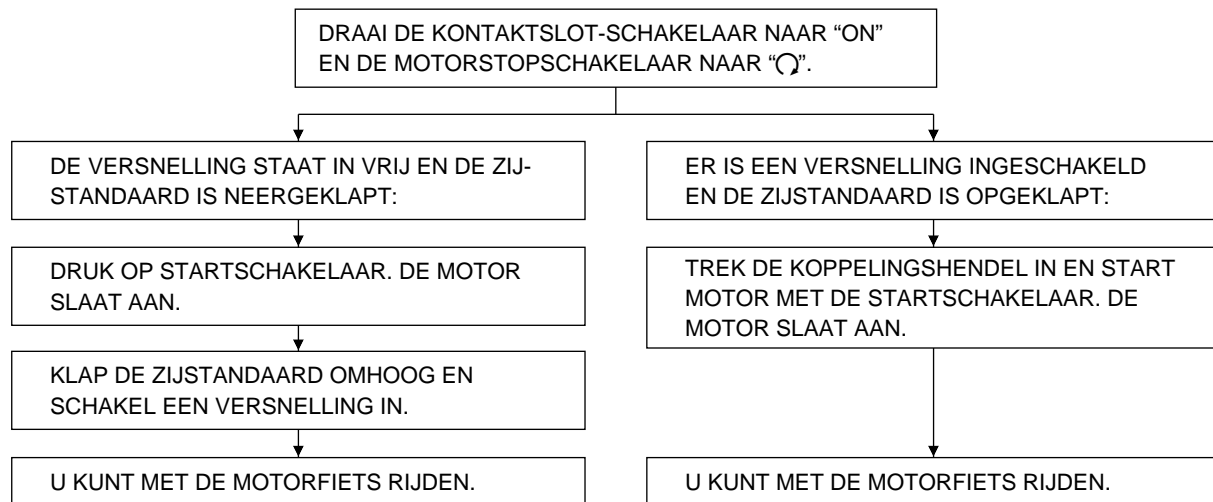 DRAAI DE KONTAKTSLOT-SCHAKELAAR NAAR “ON”
EN DE MOTORSTOPSCHAKELAAR NAAR “”.
DE VERSNELLING STAAT IN VRIJ EN DE ZIJ-
STANDAARD IS NEERGEKLAPT:
DRUK OP STARTSCHAKELAAR. DE MOTOR
SLAAT AAN.
KLAP DE ZIJSTANDAARD OMHOOG EN
SCHAKEL EEN VERSNELLING IN.
U KUNT MET DE MOTORFIETS RIJDEN.
ER IS EEN VERSNELLING INGESCHAKELD
EN DE ZIJSTANDAARD IS OPGEKLAPT:
TREK DE KOPPELINGSHENDEL IN EN START
MOTOR MET DE STARTSCHAKELAAR. DE
MOTOR SLAAT AAN.
U KUNT MET DE MOTORFIETS RIJDEN.